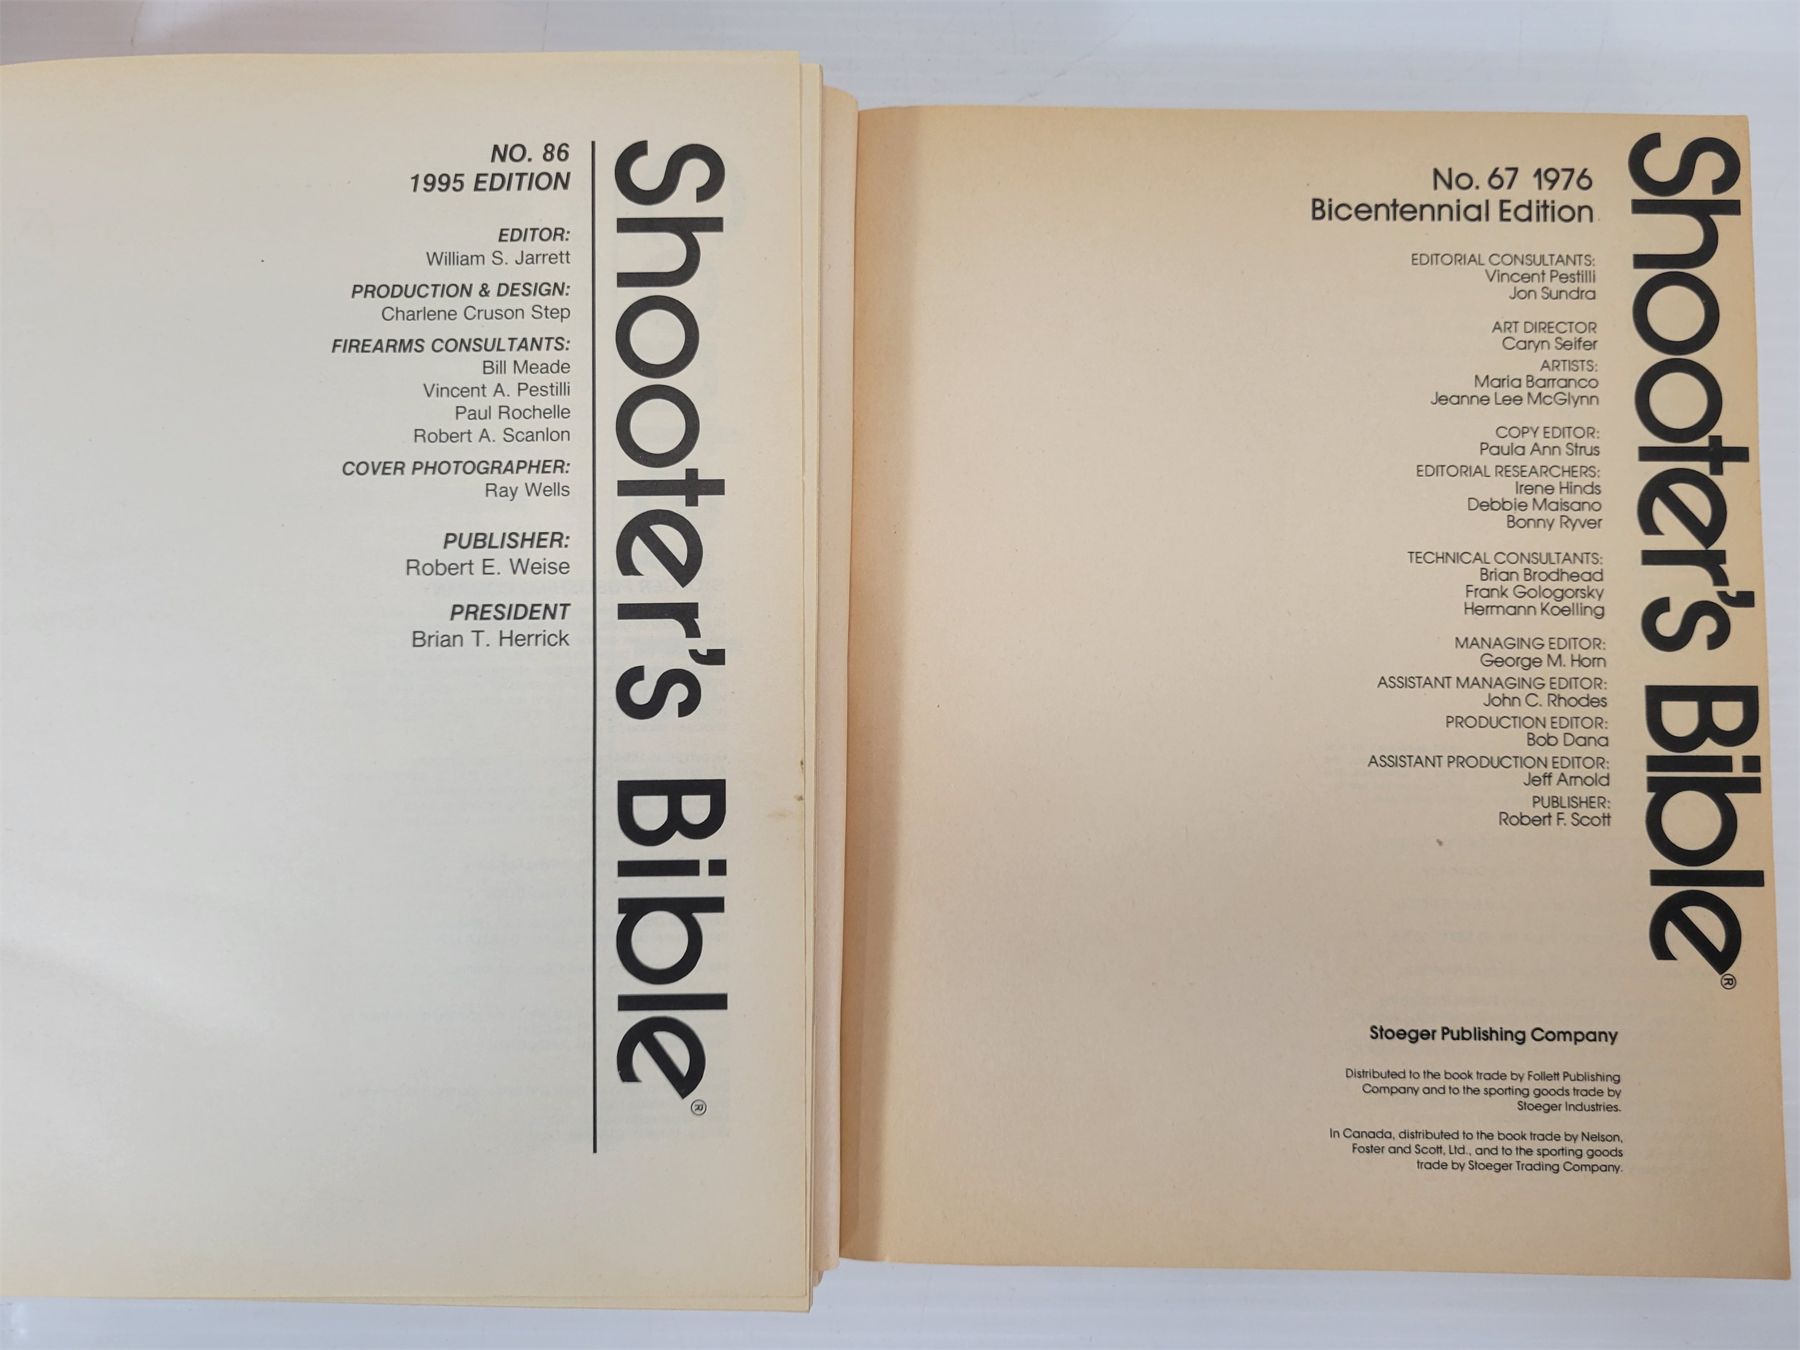 NO. 86
1995 EDITION
EDITOR:
William S. Jarrett
PRODUCTION & DESIGN:
Charlene Cruson Step
FIREARMS CONSULTANTS:
Bill Meade
Vincent A. Pestilli
Paul Rochelle
Robert A. Scanlon
COVER PHOTOGRAPHER:
Ray Wells
PUBLISHER:
Robert E. Weise
PRESIDENT
Brian T. Herrick
Shooter's Bible®
No. 67 1976
Bicentennial Edition
EDITORIAL CONSULTANTS:
Vincent Pestilli
Jon Sundra
ART DIRECTOR
Caryn Seifer
ARTISTS:
Maria Barranco
Jeanne Lee McGlynn
COPY EDITOR:
Paula Ann Strus
EDITORIAL RESEARCHERS:
Irene Hinds
Debbie Maisano
Bonny Ryver
TECHNICAL CONSULTANTS:
Brian Brodhead
Frank Gologorsky
Hermann Koelling
MANAGING EDITOR:
George M. Horn
ASSISTANT MANAGING EDITOR:
John C. Rhodes
PRODUCTION EDITOR:
Bob Dana
ASSISTANT PRODUCTION EDITOR:
Jeff Arnold
PUBLISHER:
Robert F. Scott
Shooter's Bible®
Stoeger Publishing Company
Distributed to the book trade by Follett Publishing
Company and to the sporting goods trade by
Stoeger Industries.
In Canada, distributed to the book trade by Nelson,
Foster and Scott, Ltd., and to the sporting goods
trade by Stoeger Trading Company.